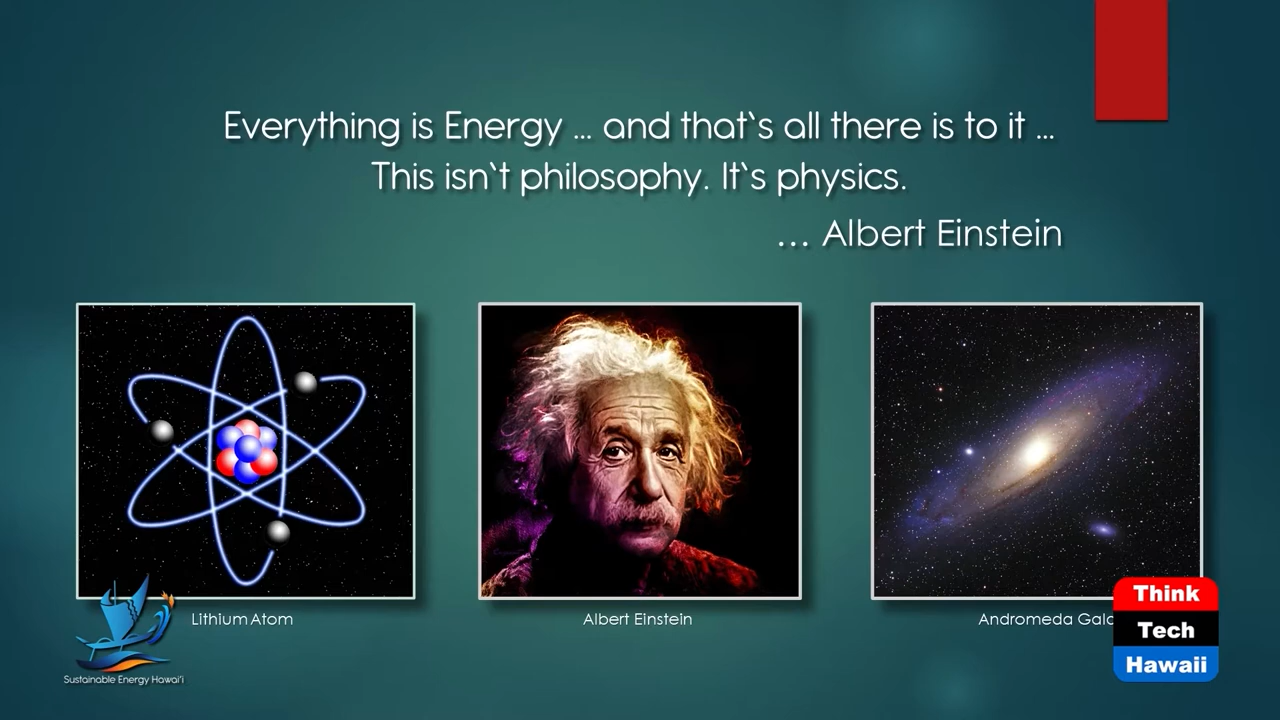 Everything is Energy ... and that`s all there is to it ...
This isn`t philosophy. It`s physics.
... Albert Einstein
Lithium Atom
Albert Einstein
Andromeda
Sustainable Energy Hawai'i
Think
Tech
Hawaii